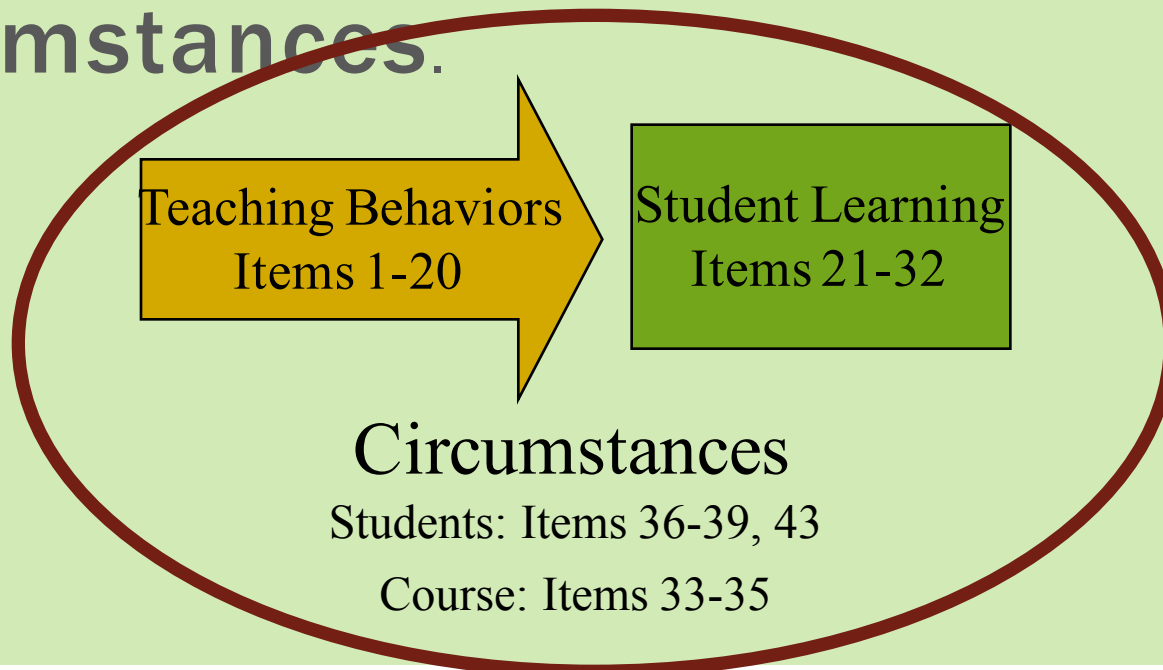 mstances.
Teaching Behaviors
Items 1-20
Student Learning
Items 21-32
Circumstances
Students: Items 36-39, 43
Course: Items 33-35